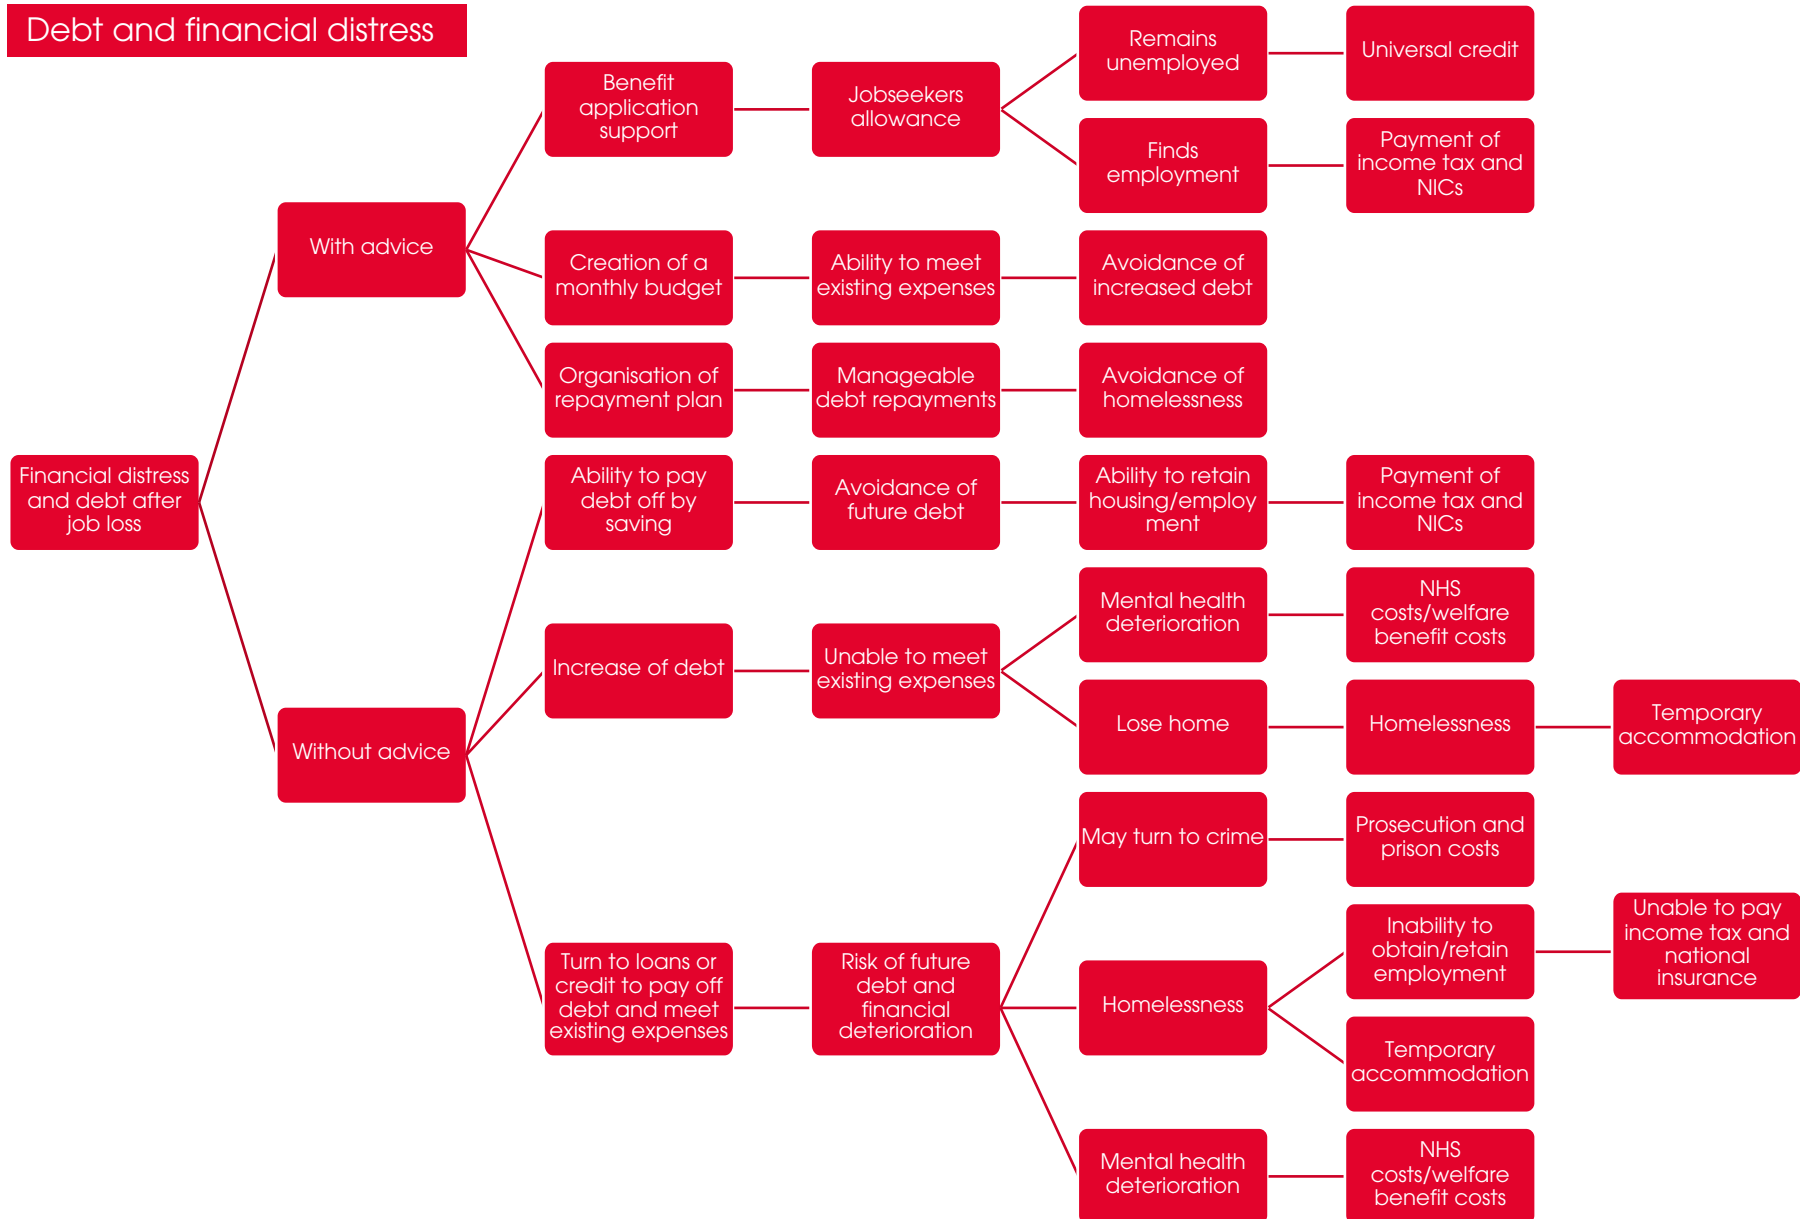 Debt and financial distress
Financial distress
and debt after
job loss
With advice
Benefit
application
support
Jobseekers
allowance
Remains
unemployed
Universal credit
Finds
employment
Payment of
income tax and
NICs
Creation of a
monthly budget
Ability to meet
existing expenses
Avoidance of
increased debt
Organisation of
repayment plan
Manageable
debt repayments
Avoidance of
homelessness
Without advice
Ability to pay
debt off by
saving
Avoidance of
future debt
Ability to retain
housing/employ
ment
Payment of
income tax and
NICs
Increase of debt
Unable to meet
existing expenses
Mental health
deterioration
NHS
costs/welfare
benefit costs
Lose home
Homelessness
Temporary
accommodation
Turn to loans or
credit to pay off
debt and meet
existing expenses
Risk of future
debt and
financial
deterioration
May turn to crime
Prosecution and
prison costs
Homelessness
Inability to
obtain/retain
employment
Unable to pay
income tax and
national
insurance
Temporary
accommodation
Mental health
deterioration
NHS
costs/welfare
benefit costs